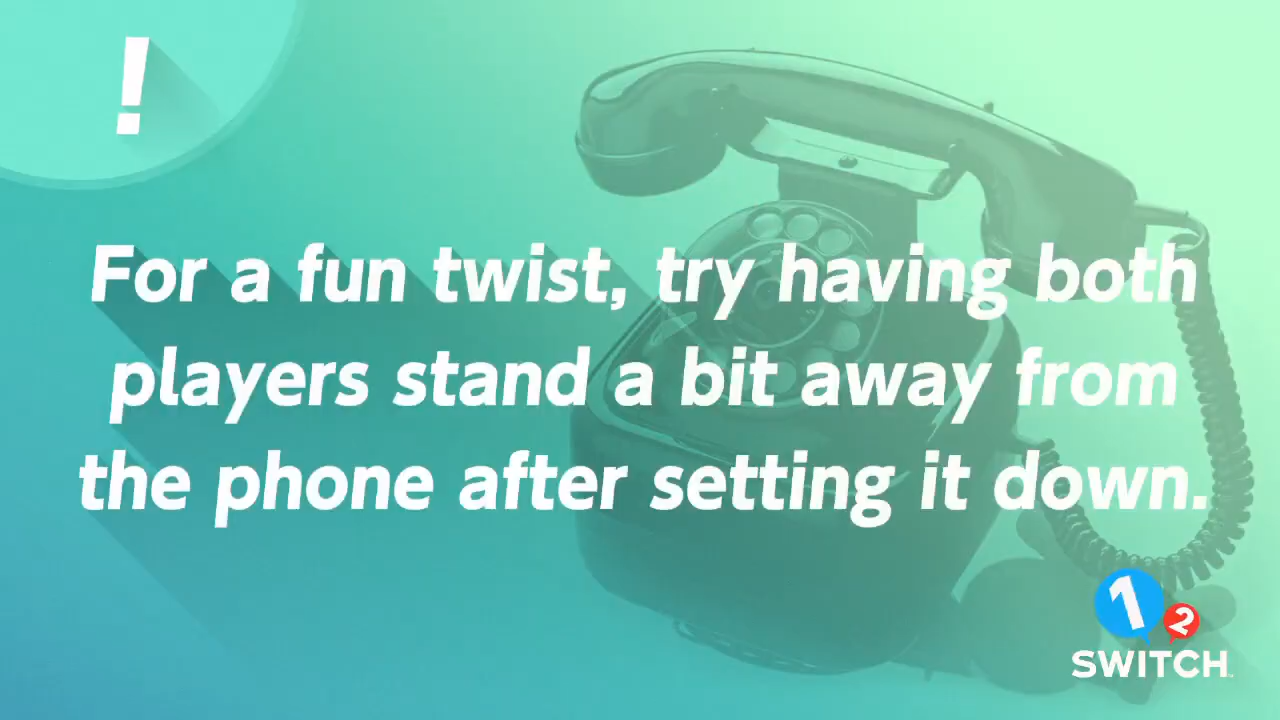 !
For a fun twist, try having both
players stand a bit away from
the phone after setting it down.
1 2
SWITCH™